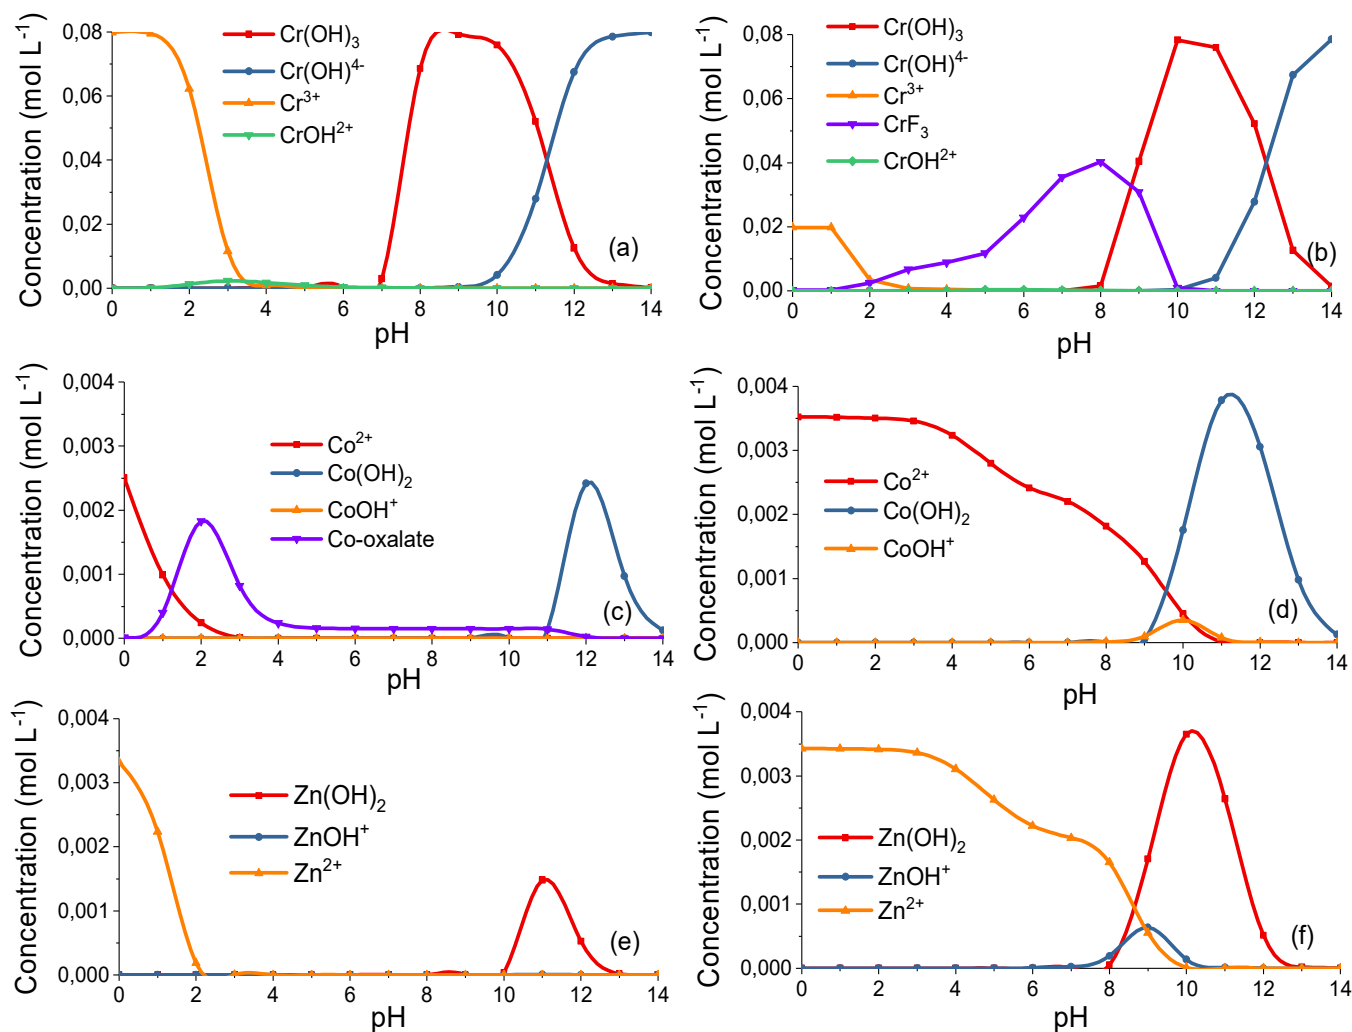 Concentration (mol L⁻¹)
0,08
0,06
0,04
0,02
0,00
Cr(OH)₃
Cr(OH)⁴⁻
Cr³⁺
CrOH²⁺
(a)
0 2 4 6 8 10 12 14
pH
Concentration (mol L⁻¹)
0,08
0,06
0,04
0,02
0,00
Cr(OH)₃
Cr(OH)⁴⁻
Cr³⁺
CrF₃
CrOH²⁺
(b)
0 2 4 6 8 10 12 14
pH
Concentration (mol L⁻¹)
0,004
0,003
0,002
0,001
0,000
Co²⁺
Co(OH)₂
CoOH⁺
Co-oxalate
(c)
0 2 4 6 8 10 12 14
pH
Concentration (mol L⁻¹)
0,004
0,003
0,002
0,001
0,000
Co²⁺
Co(OH)₂
CoOH⁺
(d)
0 2 4 6 8 10 12 14
pH
Concentration (mol L⁻¹)
0,004
0,003
0,002
0,001
0,000
Zn(OH)₂
ZnOH⁺
Zn²⁺
(e)
0 2 4 6 8 10 12 14
pH
Concentration (mol L⁻¹)
0,004
0,003
0,002
0,001
0,000
Zn(OH)₂
ZnOH⁺
Zn²⁺
(f)
0 2 4 6 8 10 12 14
pH